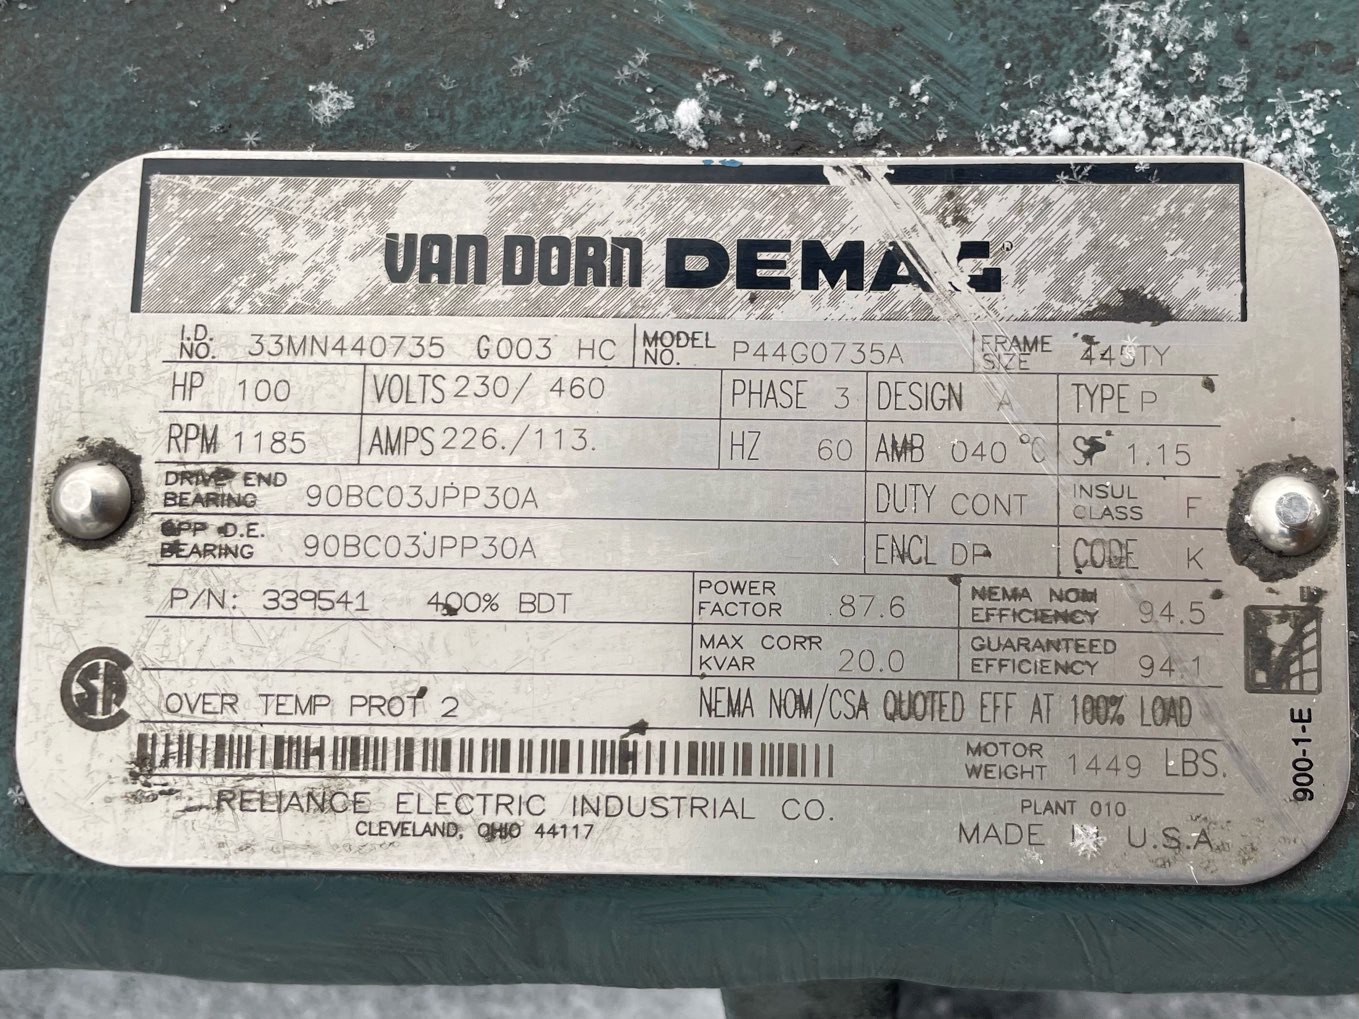 VAN DORN DEMAG
I.D. NO. 33MN440735 G003 HC MODEL NO. P44G0735A FRAME SIZE 445TY
HP 100 VOLTS 230/ 460 PHASE 3 DESIGN A TYPE P
RPM 1185 AMPS 226./113. HZ 60 AMB 040 °C SF 1.15
DRIVE END BEARING 90BC03JPP30A DUTY CONT INSUL CLASS F
OPP D.E. BEARING 90BC03JPP30A ENCL DP CODE K
P/N: 339541 400% BDT POWER FACTOR 87.6 NEMA NOM EFFICIENCY 94.5
MAX CORR KVAR 20.0 GUARANTEED EFFICIENCY 94.1
OVER TEMP PROT 2 NEMA NOM/CSA QUOTED EFF AT 100% LOAD
MOTOR WEIGHT 1449 LBS.
RELIANCE ELECTRIC INDUSTRIAL CO. PLANT 010
CLEVELAND, OHIO 44117 MADE IN U.S.A.
900-1-E